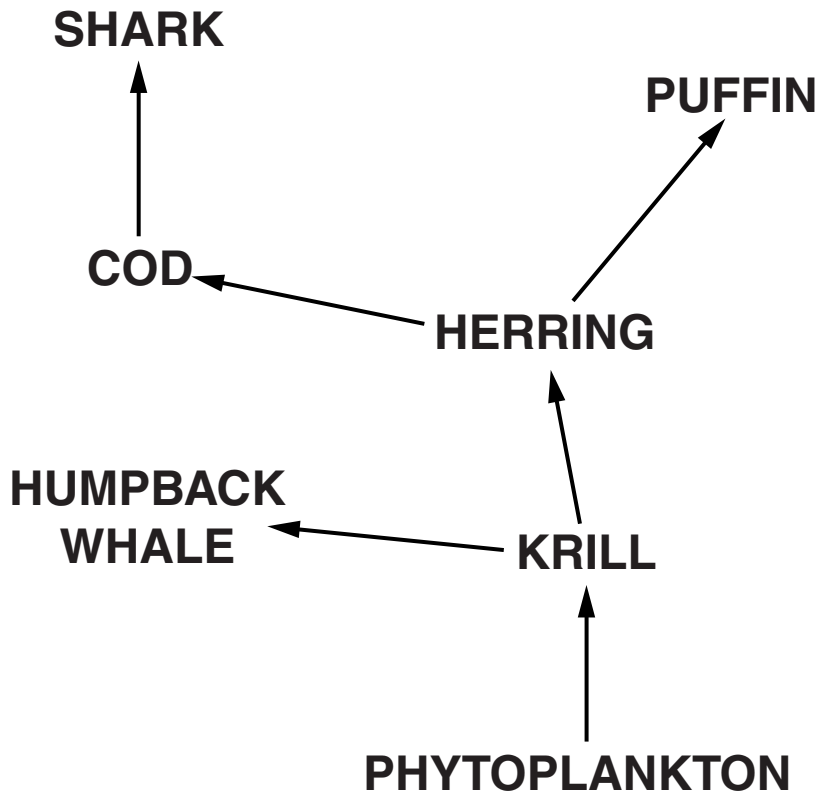 SHARK
PUFFIN
COD
HERRING
HUMPBACK
WHALE
KRILL
PHYTOPLANKTON